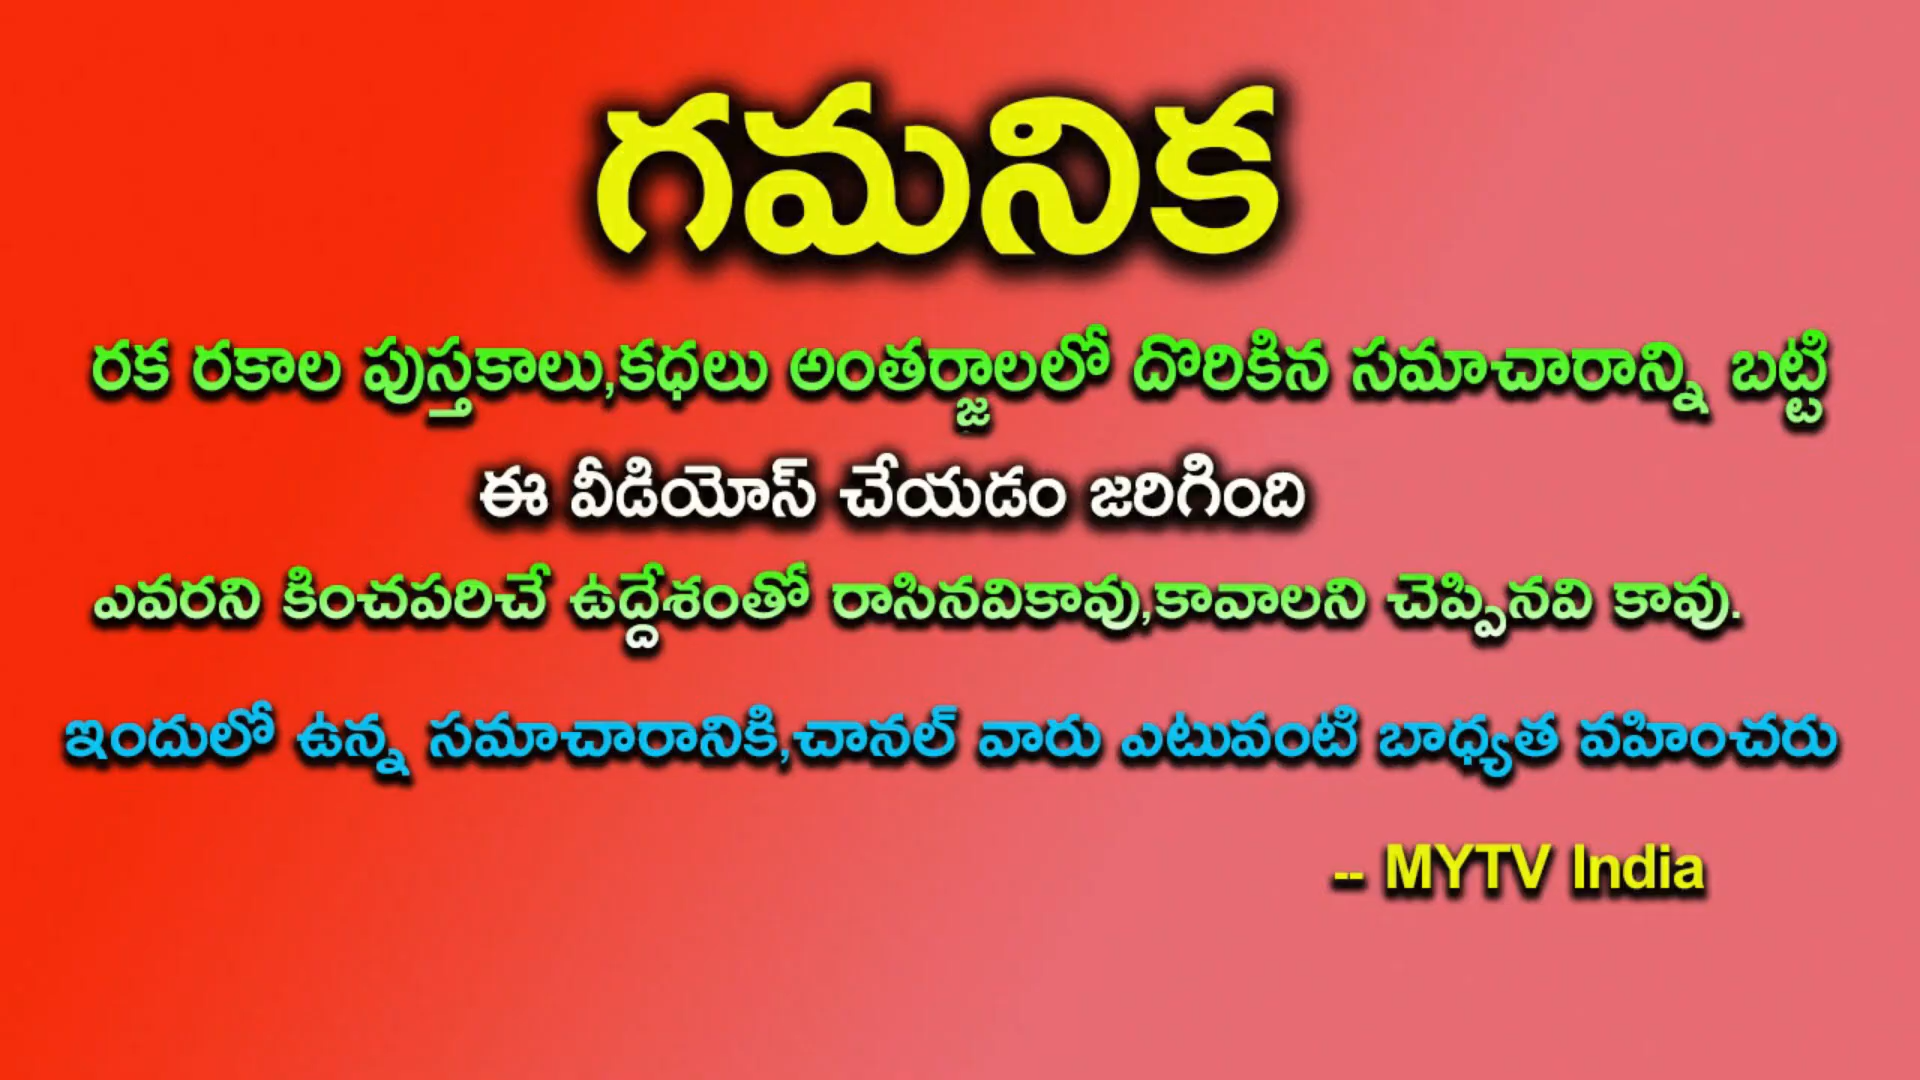 గమనిక
రక రకాల పుస్తకాలు,కధలు అంతర్జాలలో దొరికిన సమాచారాన్ని బట్టి
ఈ వీడియోస్ చేయడం జరిగింది
ఎవరని కించపరిచే ఉద్దేశంతో రాసినవికావు,కావాలని చెప్పినవి కావు.
ఇందులో ఉన్న సమాచారానికి,చానల్ వారు ఎటువంటి బాధ్యత వహించరు
-- MYTV India